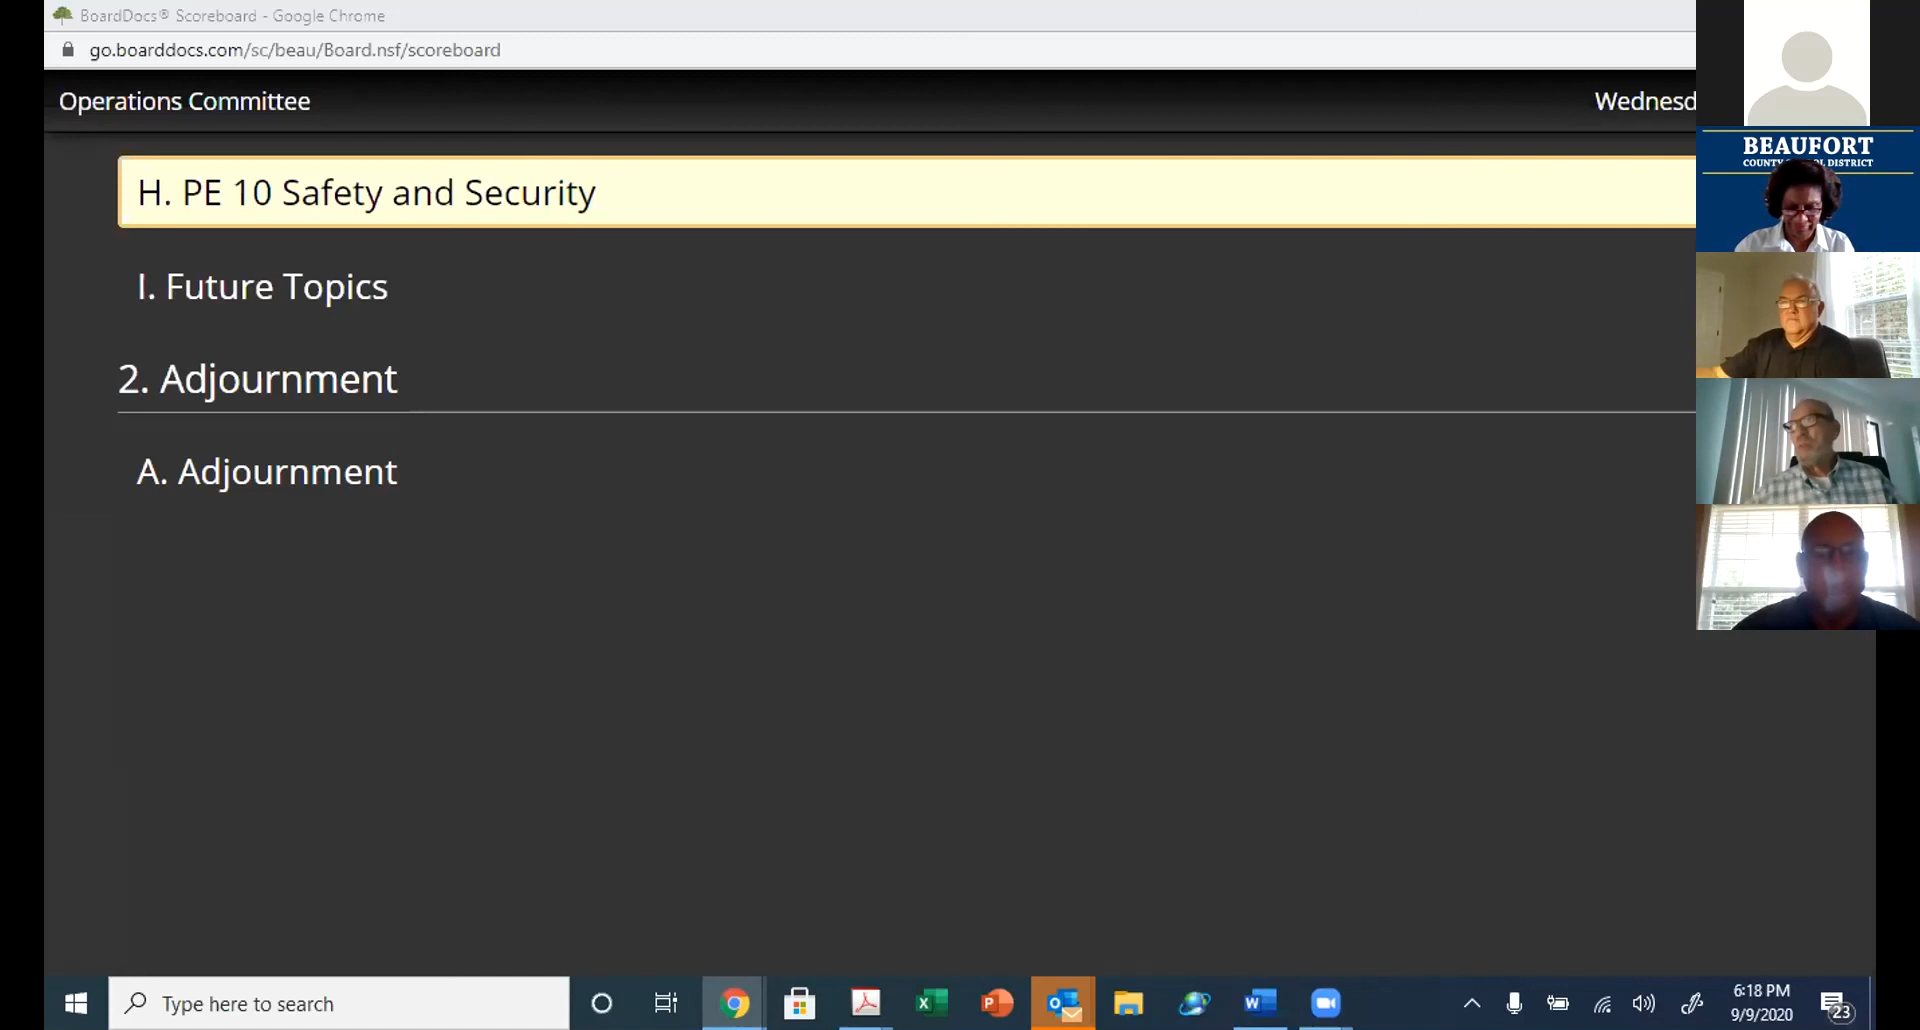 BoardDocs® Scoreboard - Google Chrome
go.boarddocs.com/sc/beau/Board.nsf/scoreboard
Operations Committee
Wednesd
BEAUFORT
COUNTY SCHOOL DISTRICT
H. PE 10 Safety and Security
I. Future Topics
2. Adjournment
A. Adjournment
Type here to search
6:18 PM
9/9/2020
23